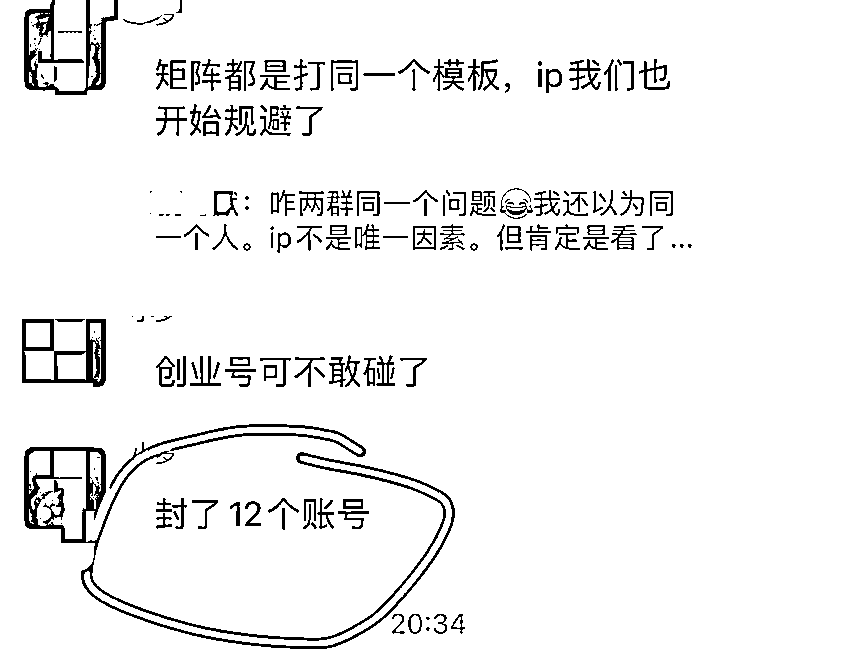 矩阵都是打同一个模板，ip我们也
开始规避了
：咋两群同一个问题😂我还以为同
一个人。ip不是唯一因素。但肯定是看了...
创业号可不敢碰了
封了12个账号
20:34